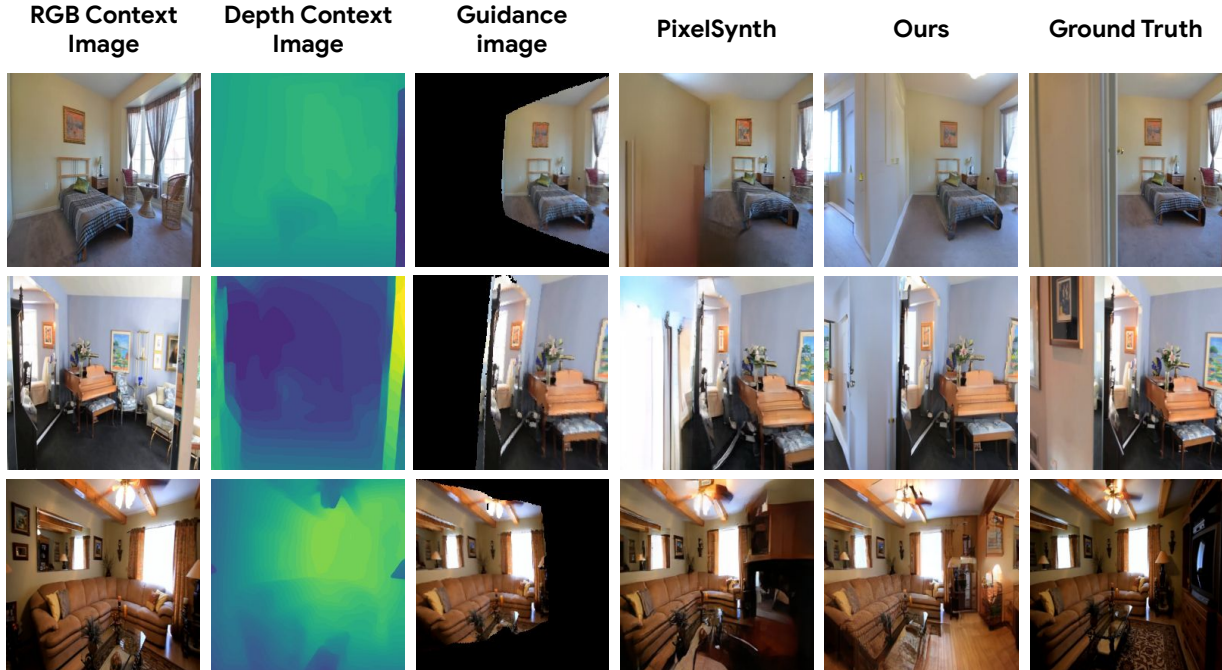 RGB Context
Image
Depth Context
Image
Guidance
image
PixelSynth
Ours
Ground Truth